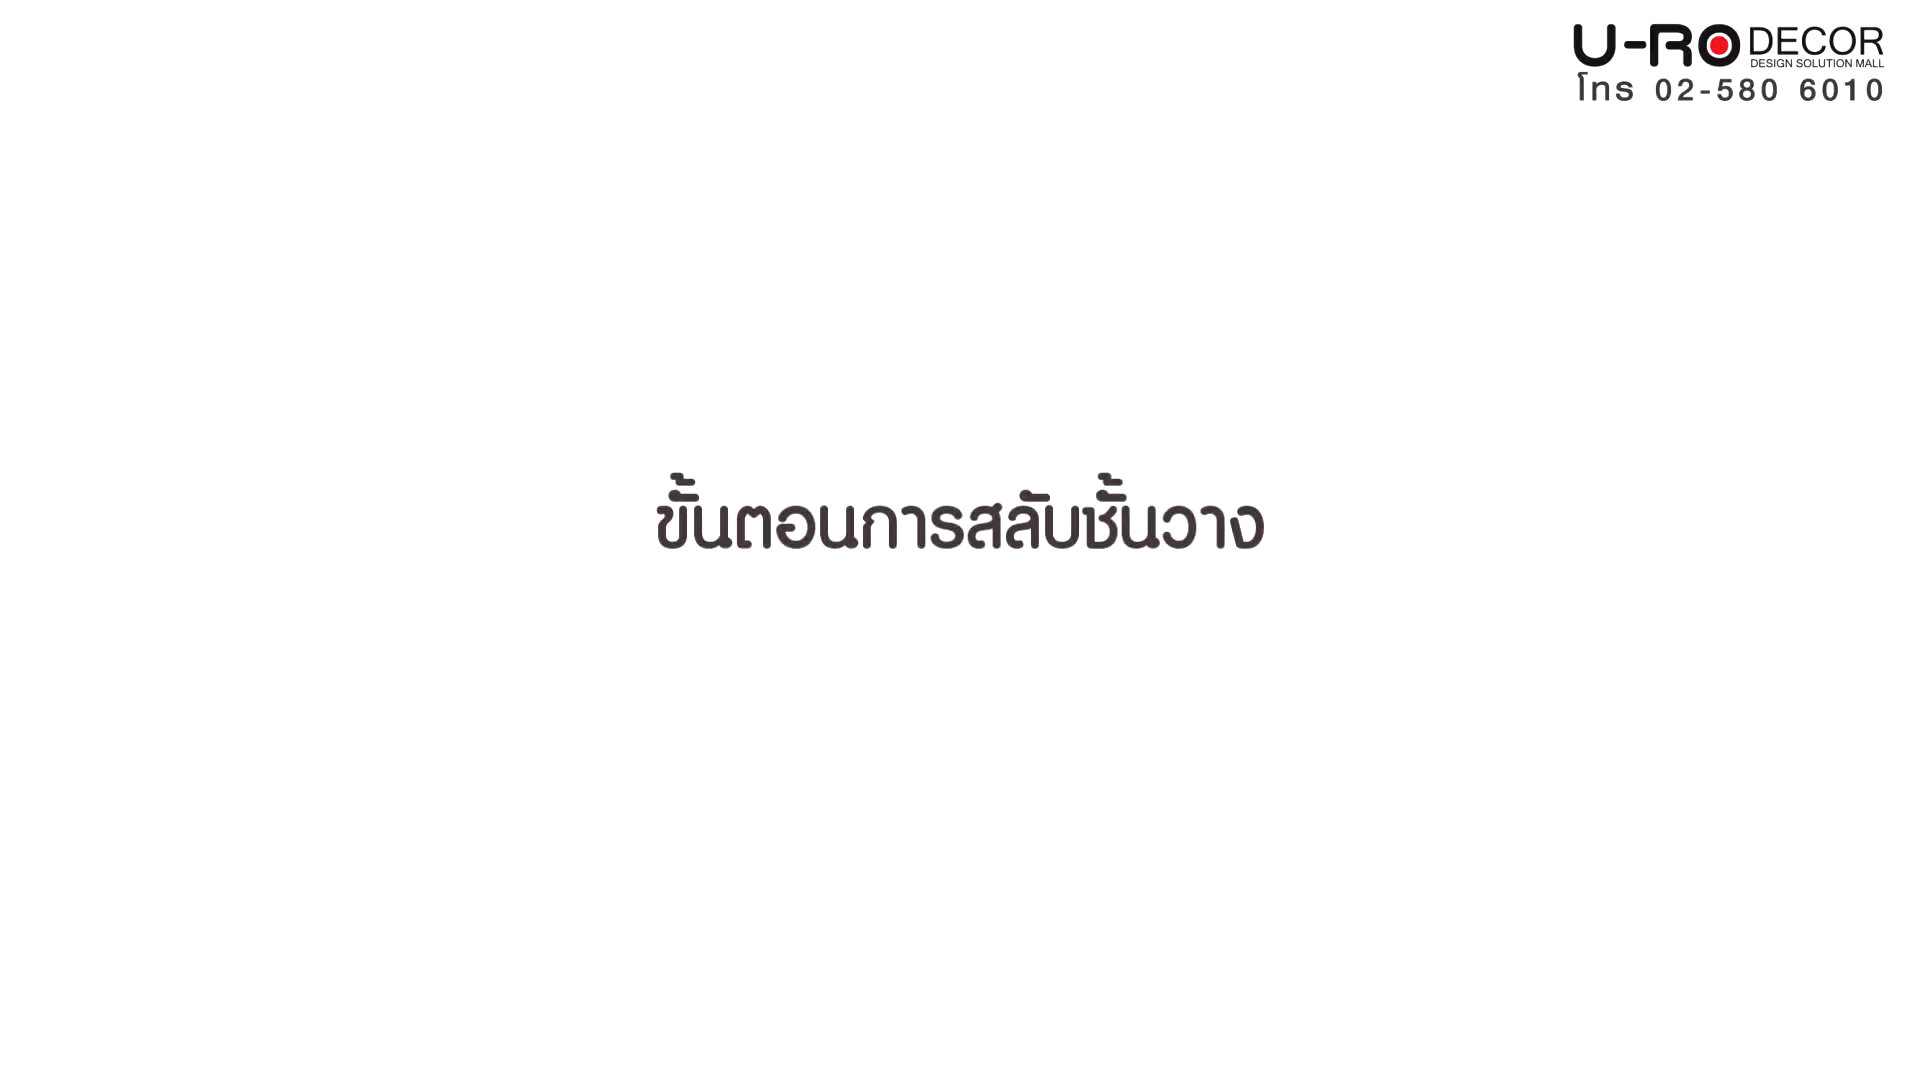 U-RO DECOR
DESIGN SOLUTION MALL
โทร 02-580 6010
ขั้นตอนการสลับชั้นวาง